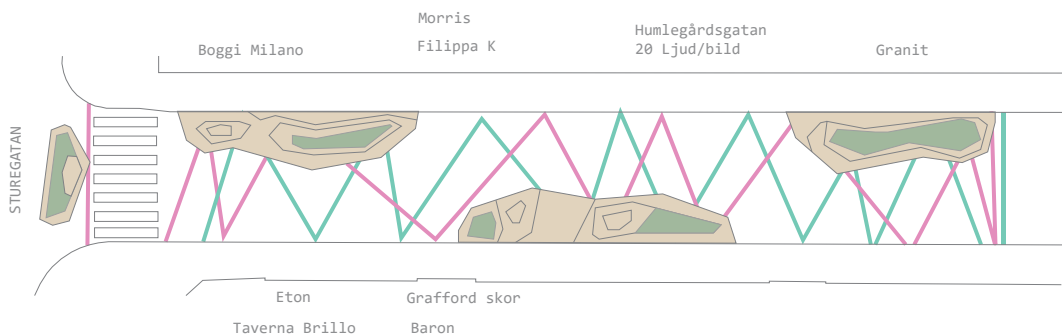 Morris
Humlegårdsgatan
Boggi Milano
Filippa K
20 Ljud/bild
Granit
STUREGATAN
Eton
Grafford skor
Taverna Brillo
Baron